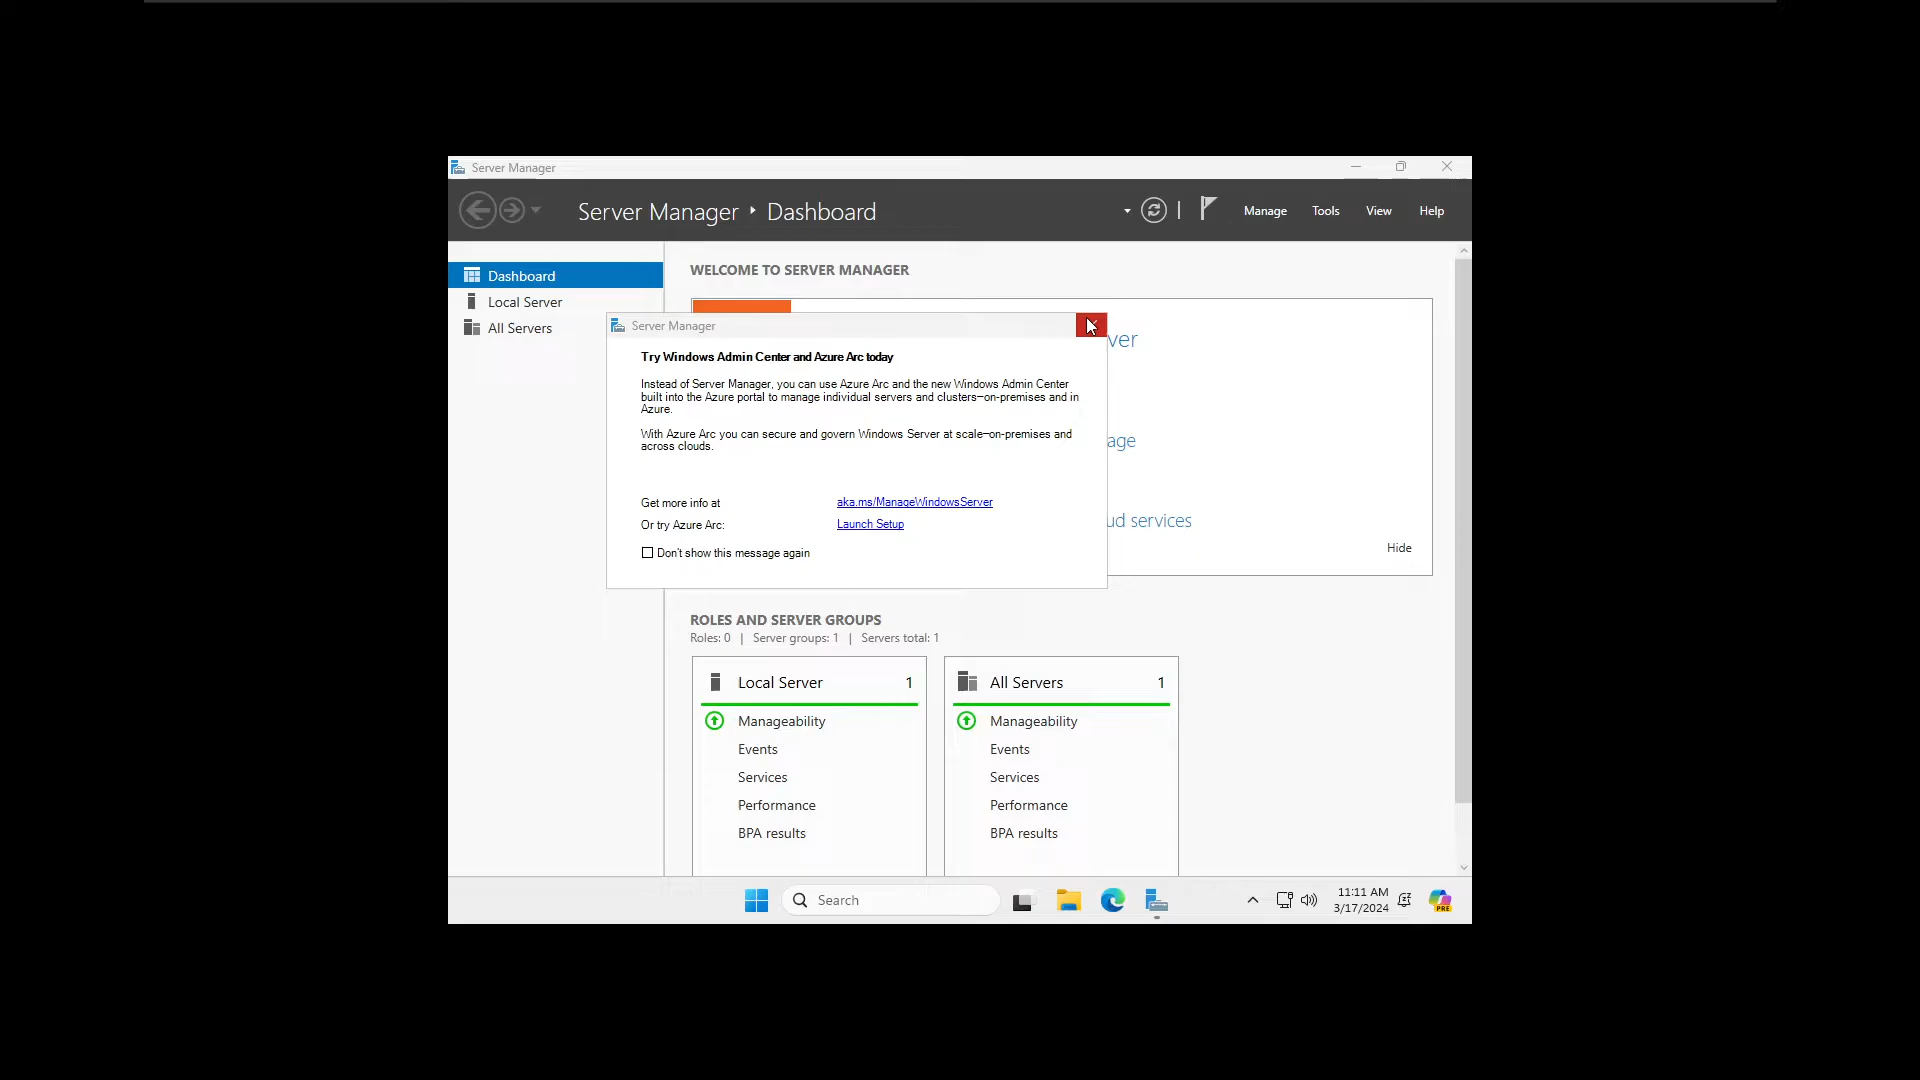 Server Manager
Server Manager ‣ Dashboard
Manage
Tools
View
Help
Dashboard
Local Server
All Servers
WELCOME TO SERVER MANAGER
Server Manager
Try Windows Admin Center and Azure Arc today
Instead of Server Manager, you can use Azure Arc and the new Windows Admin Center
built into the Azure portal to manage individual servers and clusters–on-premises and in
Azure.
With Azure Arc you can secure and govern Windows Server at scale–on-premises and
across clouds.
Get more info at aka.ms/ManageWindowsServer
Or try Azure Arc: Launch Setup
Don't show this message again
ver
age
ud services
Hide
ROLES AND SERVER GROUPS
Roles: 0 | Server groups: 1 | Servers total: 1
Local Server 1
Manageability
Events
Services
Performance
BPA results
All Servers 1
Manageability
Events
Services
Performance
BPA results
Search
11:11 AM
3/17/2024
PRE